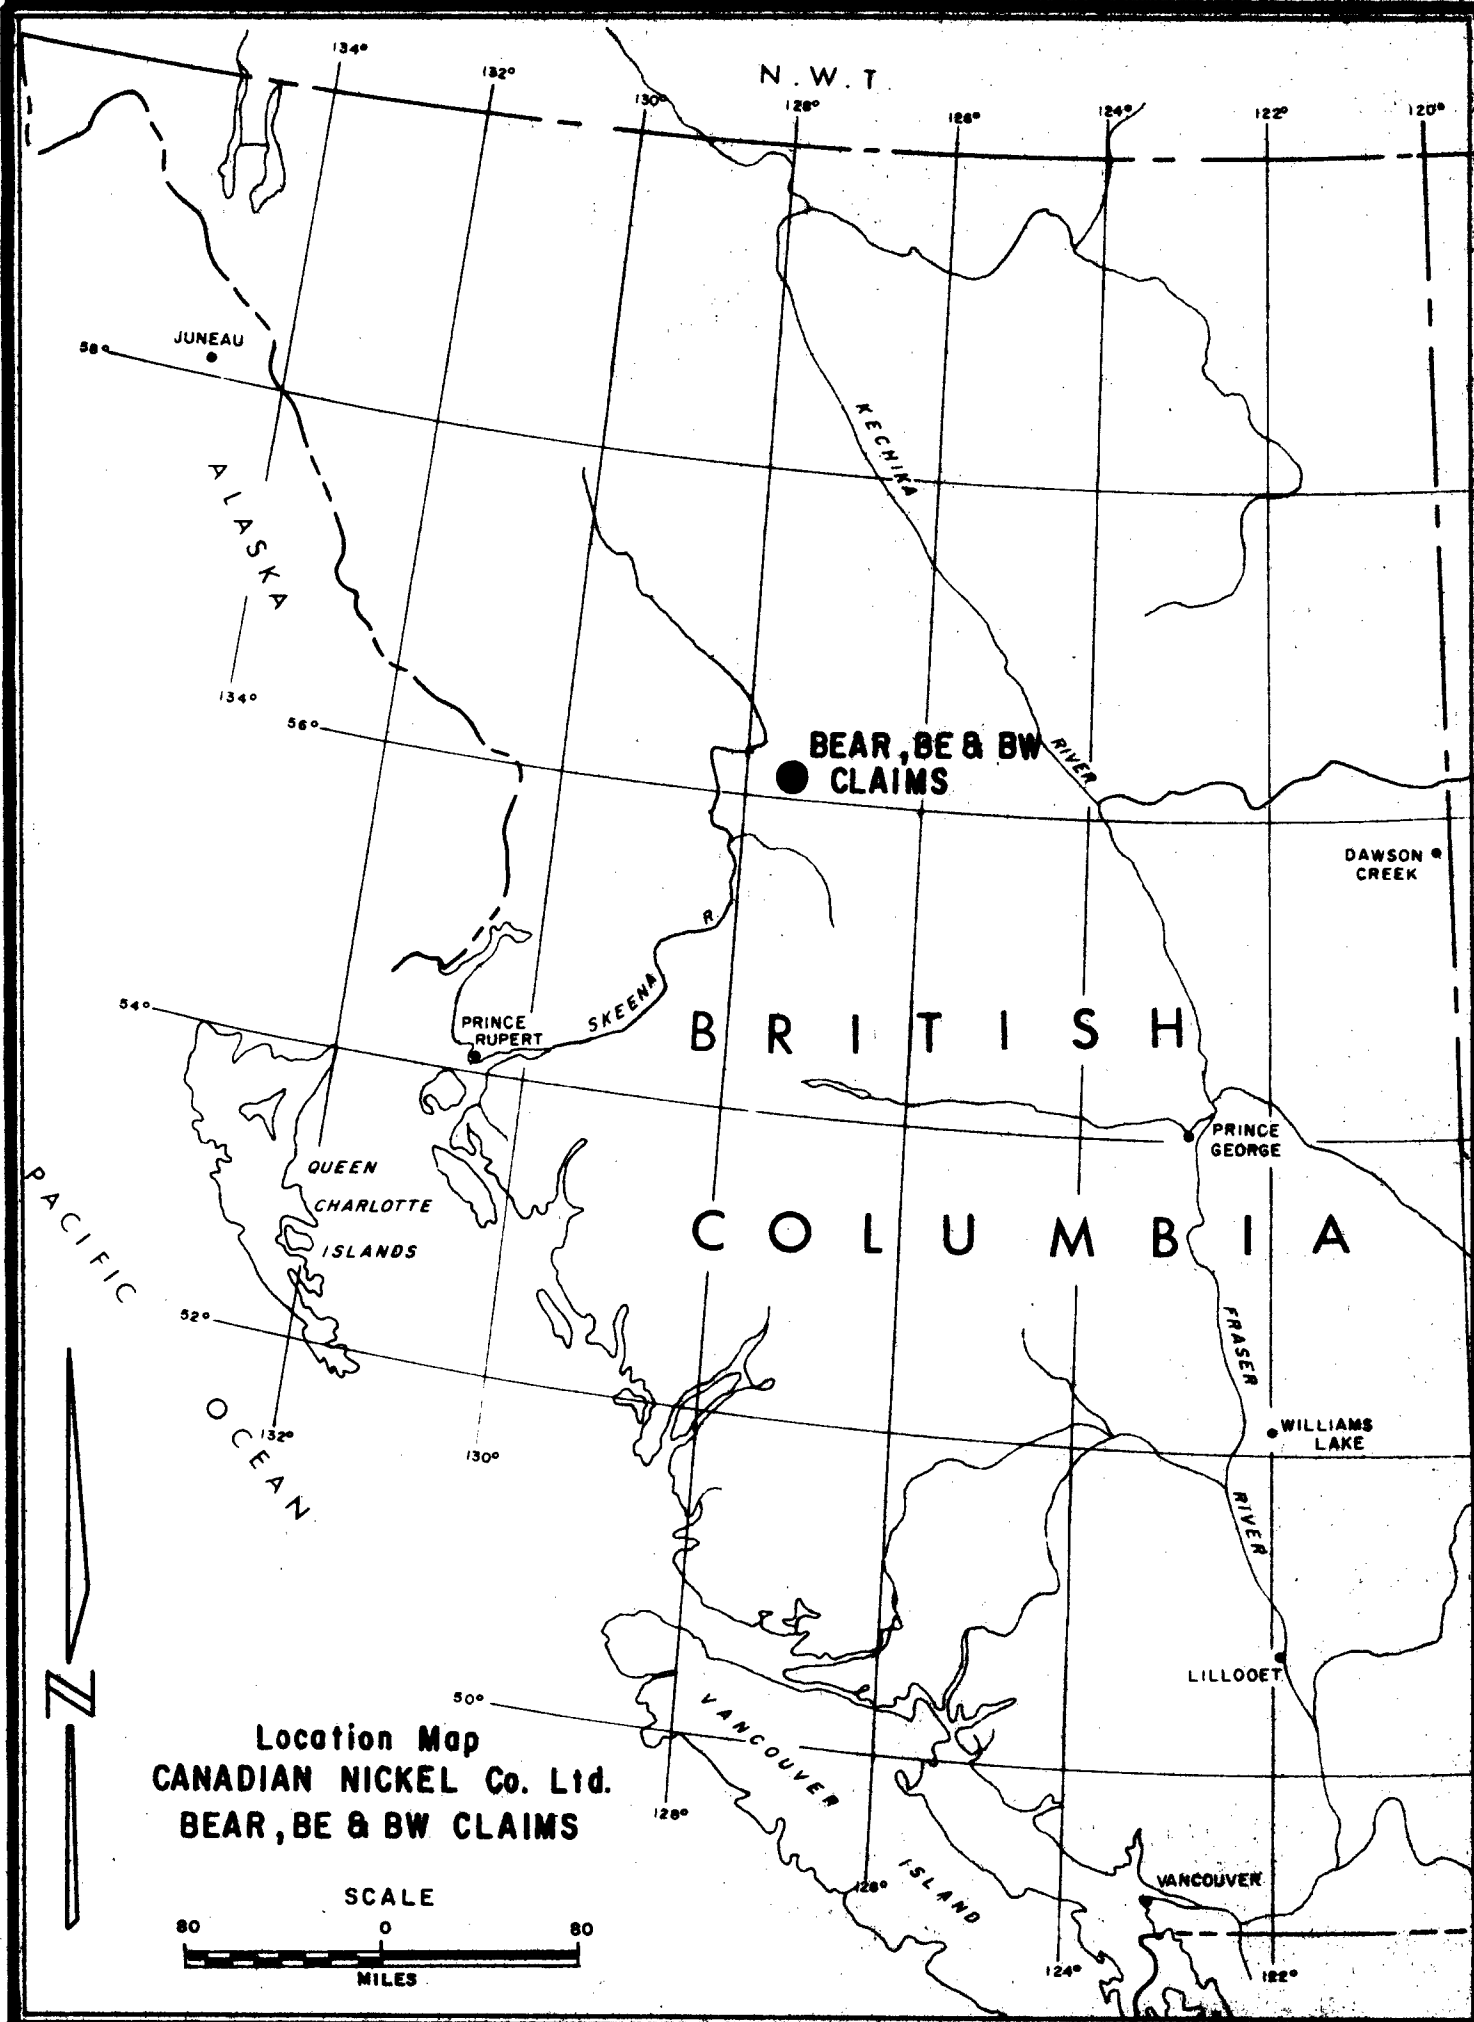 134°
132°
130°
N.W.T.
128°
126°
124°
122°
120°
58°
JUNEAU
KECHIKA
ALASKA
134°
56°
BEAR, BE & BW
CLAIMS
RIVER
DAWSON
CREEK
54°
PRINCE
RUPERT
SKEENA R.
BRITISH
PRINCE
GEORGE
QUEEN
CHARLOTTE
ISLANDS
COLUMBIA
PACIFIC
OCEAN
52°
132°
130°
FRASER
WILLIAMS
LAKE
RIVER
LILLOOET
50°
VANCOUVER
ISLAND
128°
126°
VANCOUVER
124°
122°
N
Location Map
CANADIAN NICKEL Co. Ltd.
BEAR, BE & BW CLAIMS
SCALE
80 0 80
MILES